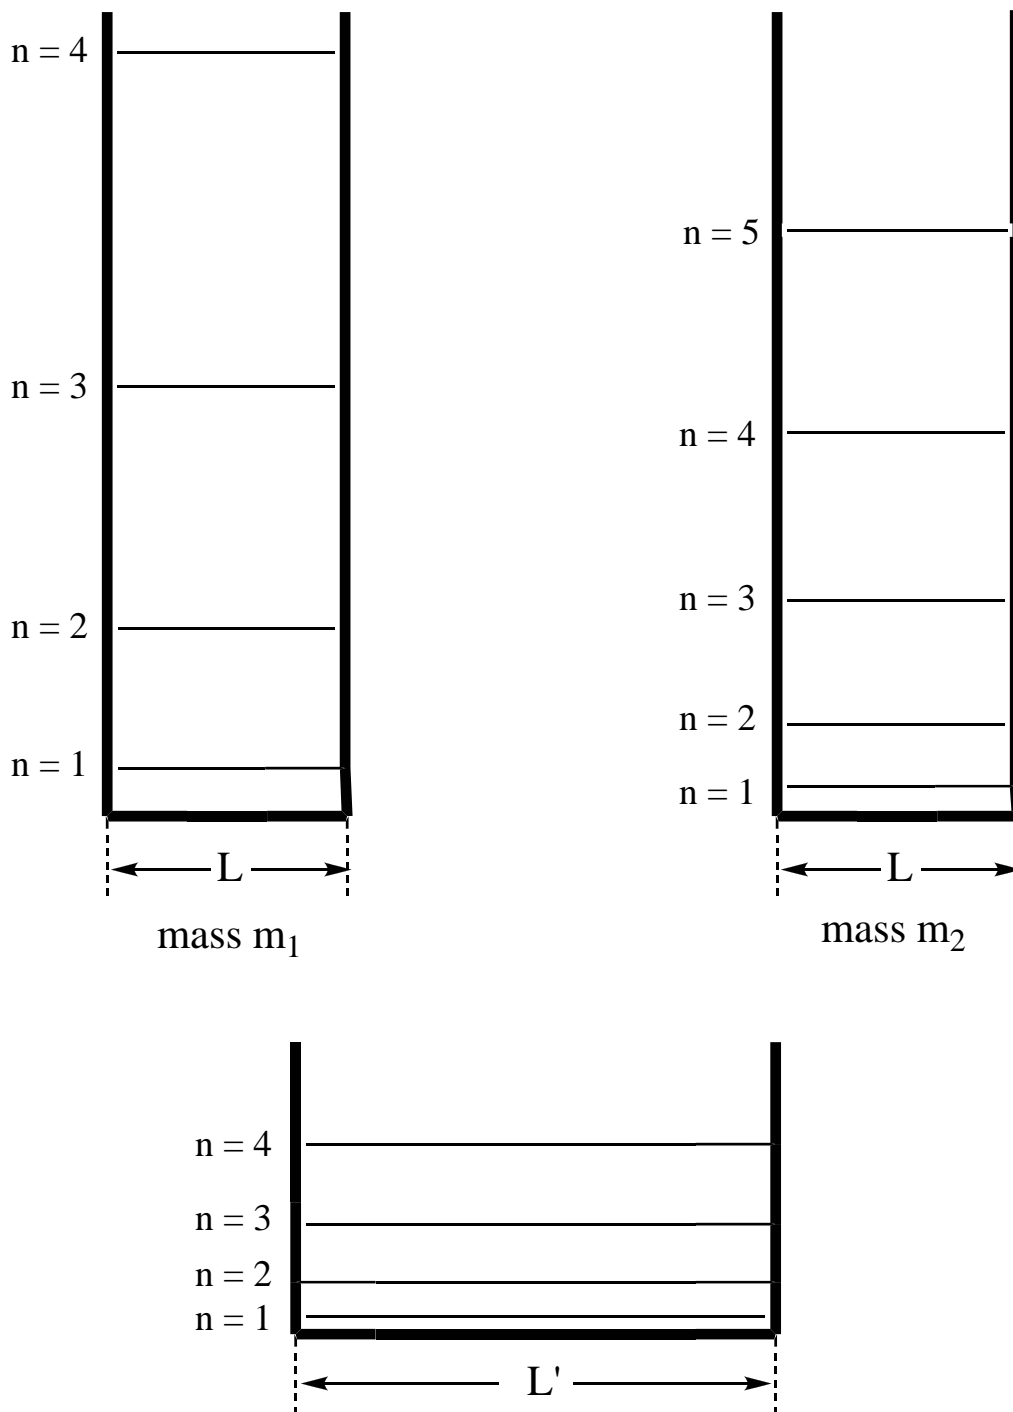 n = 4
n = 3
n = 2
n = 1
L
mass m₁
n = 5
n = 4
n = 3
n = 2
n = 1
L
mass m₂
n = 4
n = 3
n = 2
n = 1
L'